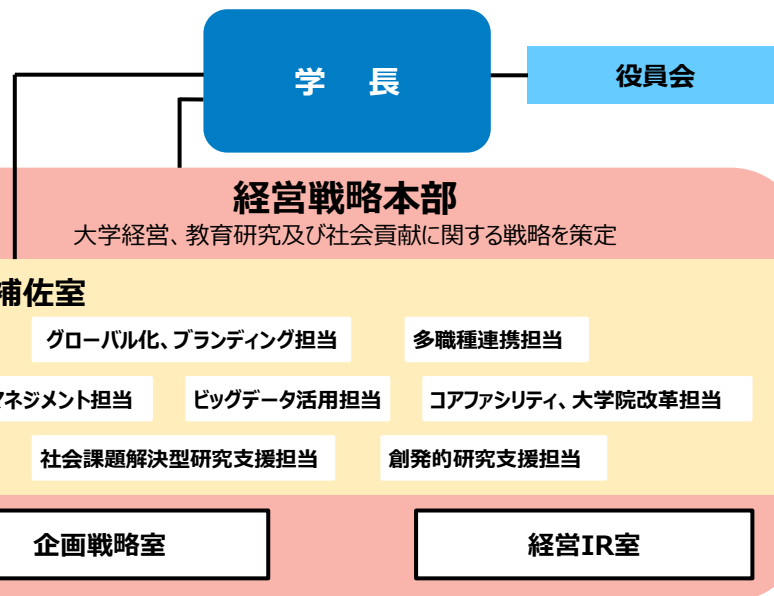 学 長
役員会
経営戦略本部
大学経営、教育研究及び社会貢献に関する戦略を策定
補佐室
グローバル化、ブランディング担当
多職種連携担当
マネジメント担当
ビッグデータ活用担当
コアファシリティ、大学院改革担当
社会課題解決型研究支援担当
創発的研究支援担当
企画戦略室
経営IR室